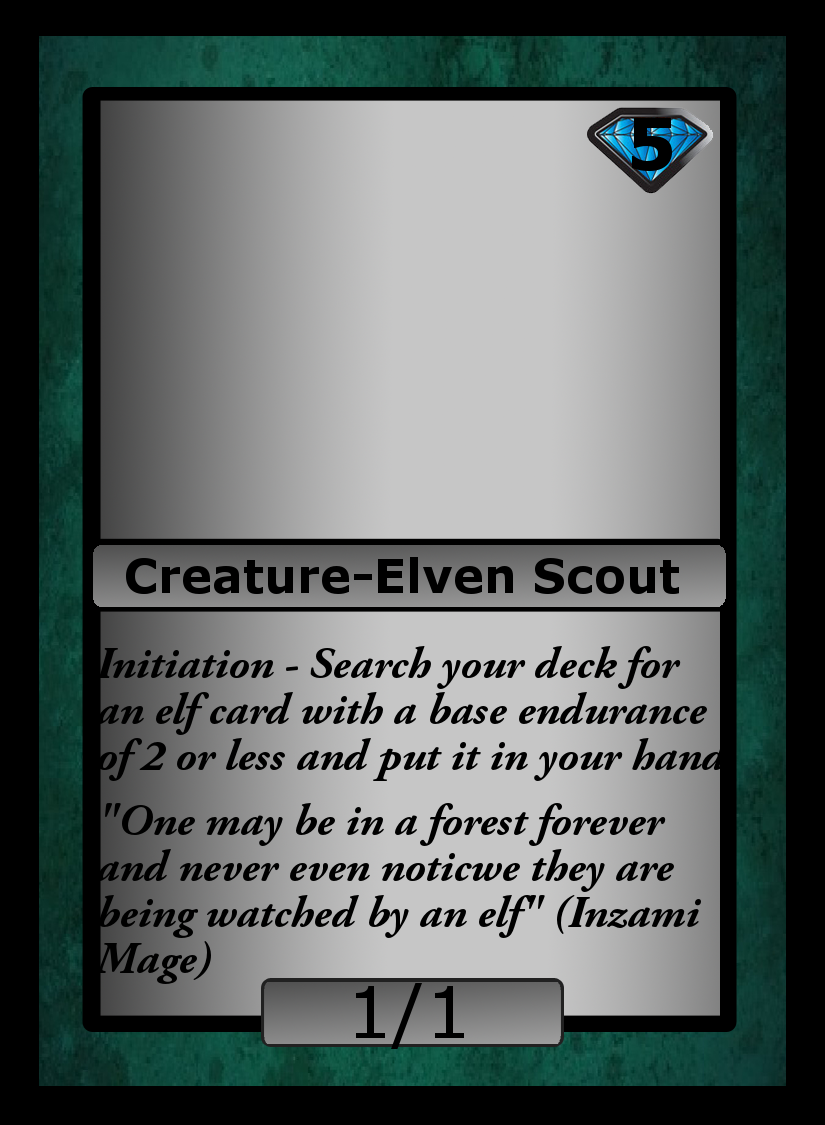 5
Creature-Elven Scout
Initiation - Search your deck for
an elf card with a base endurance
of 2 or less and put it in your hand
"One may be in a forest forever
and never even noticwe they are
being watched by an elf" (Inzami
Mage)
1/1